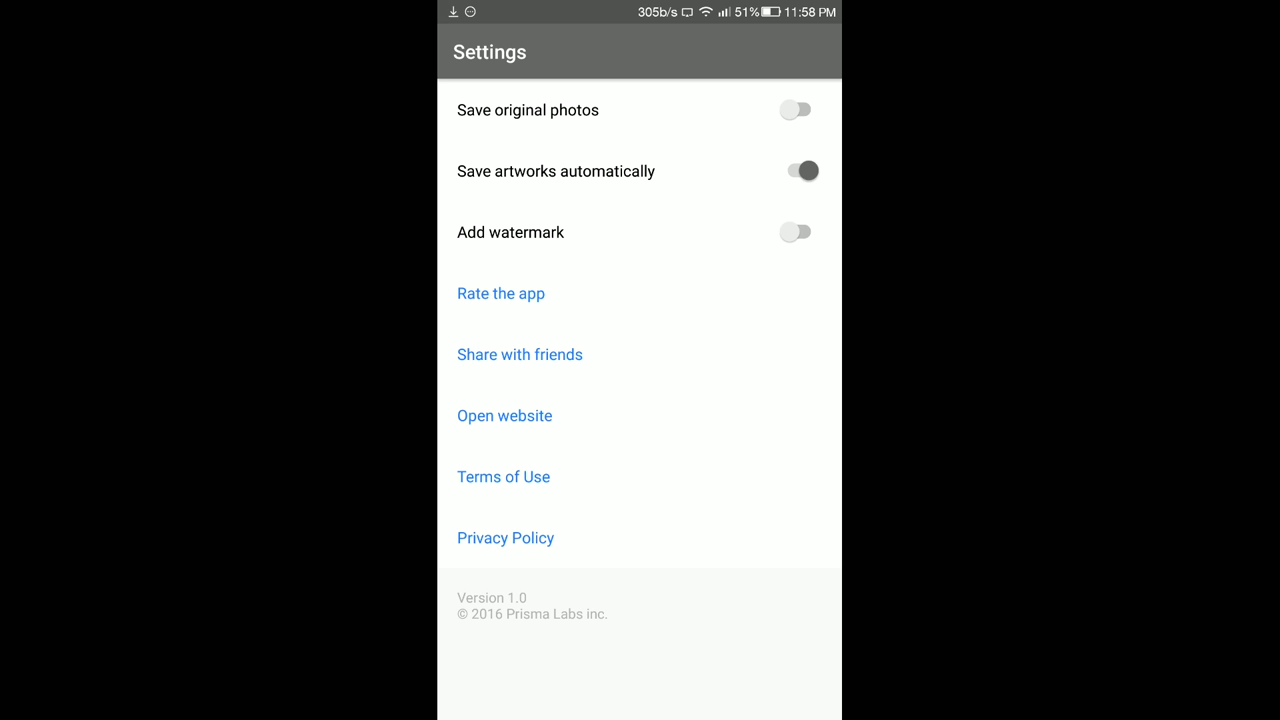 305b/s 51% 11:58 PM
Settings
Save original photos
Save artworks automatically
Add watermark
Rate the app
Share with friends
Open website
Terms of Use
Privacy Policy
Version 1.0
© 2016 Prisma Labs inc.